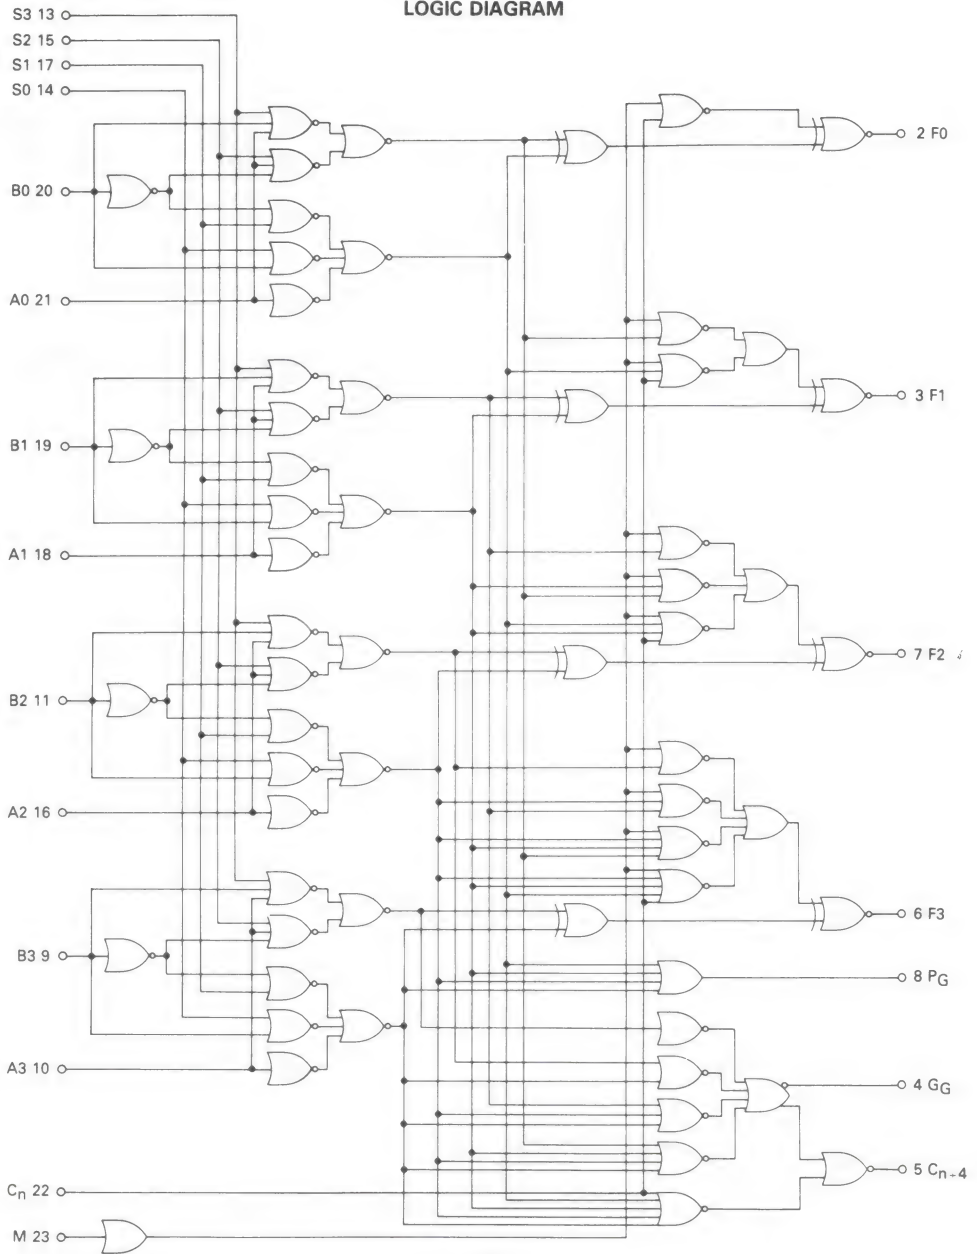 LOGIC DIAGRAM
S3 13
S2 15
S1 17
S0 14
2 F0
B0 20
A0 21
3 F1
B1 19
A1 18
7 F2
B2 11
A2 16
6 F3
B3 9
8 PG
A3 10
4 GG
5 Cn+4
Cn 22
M 23